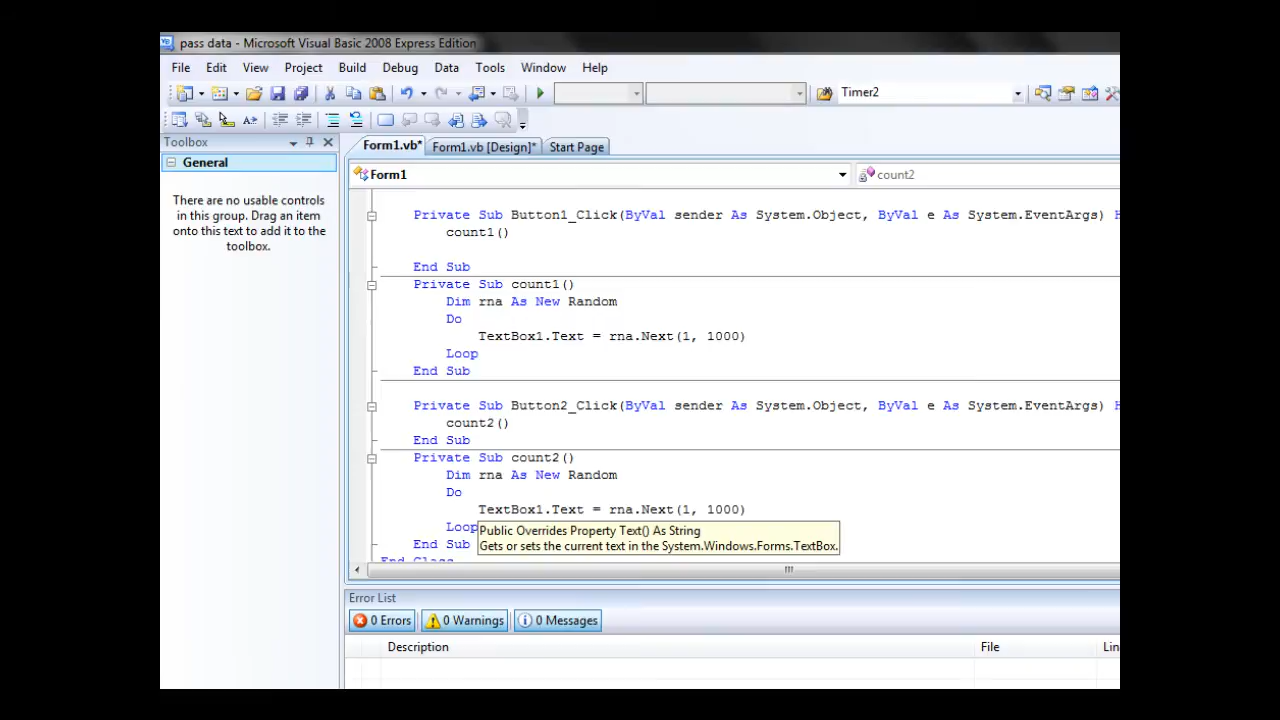 pass data - Microsoft Visual Basic 2008 Express Edition
File Edit View Project Build Debug Data Tools Window Help
Timer2
Toolbox
Form1.vb* Form1.vb [Design]* Start Page
General
Form1 count2
There are no usable controls
in this group. Drag an item
onto this text to add it to the
toolbox.
Private Sub Button1_Click(ByVal sender As System.Object, ByVal e As System.EventArgs) H
count1()
End Sub
Private Sub count1()
Dim rna As New Random
Do
TextBox1.Text = rna.Next(1, 1000)
Loop
End Sub
Private Sub Button2_Click(ByVal sender As System.Object, ByVal e As System.EventArgs) H
count2()
End Sub
Private Sub count2()
Dim rna As New Random
Do
TextBox1.Text = rna.Next(1, 1000)
Loop
Public Overrides Property Text() As String
Gets or sets the current text in the System.Windows.Forms.TextBox.
End Sub
End Class
Error List
0 Errors 0 Warnings 0 Messages
Description File Lin